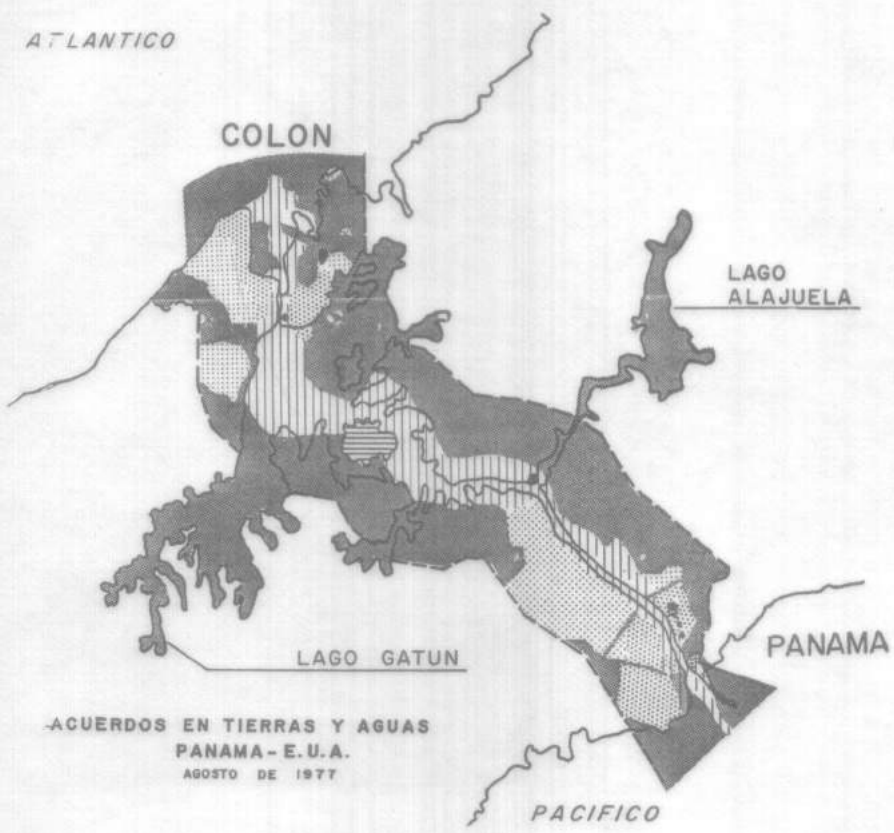 ATLANTICO
COLON
LAGO
ALAJUELA
PANAMA
LAGO GATUN
ACUERDOS EN TIERRAS Y AGUAS
PANAMA-E.U.A.
AGOSTO DE 1977
PACIFICO